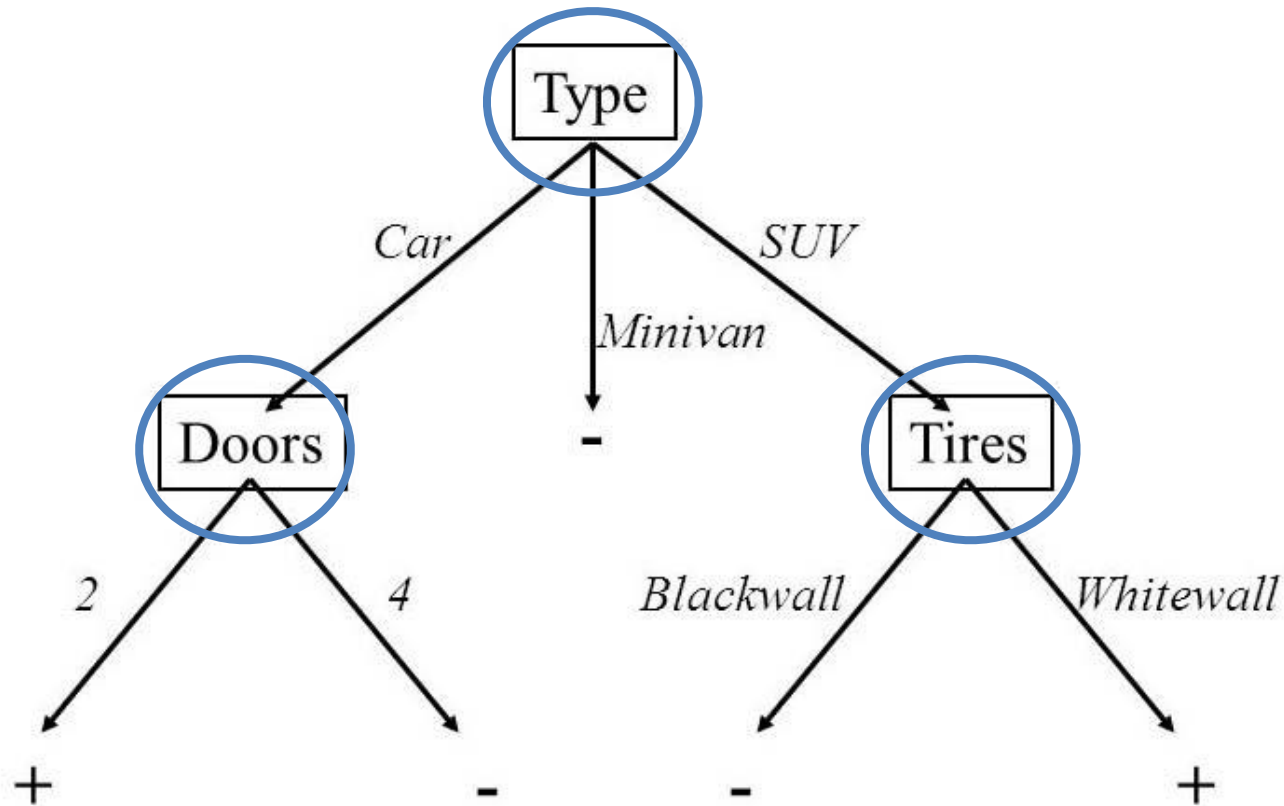 Type
Car
SUV
Minivan
Doors
-
Tires
2
4
Blackwall
Whitewall
+
-
-
+